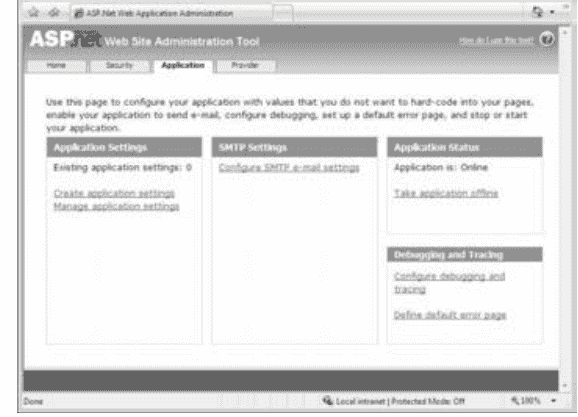 ASP.Net Web Application Administration
ASP.net Web Site Administration Tool
How do I use this tool?
Home Security Application Provider
Use this page to configure your application with values that you do not want to hard-code into your pages,
enable your application to send e-mail, configure debugging, set up a default error page, and stop or start
your application.
Application Settings
Existing application settings: 0
Create application settings
Manage application settings
SMTP Settings
Configure SMTP e-mail settings
Application Status
Application is: Online
Take application offline
Debugging and Tracing
Configure debugging and
tracing
Define default error page
Done
Local intranet | Protected Mode: Off
100%